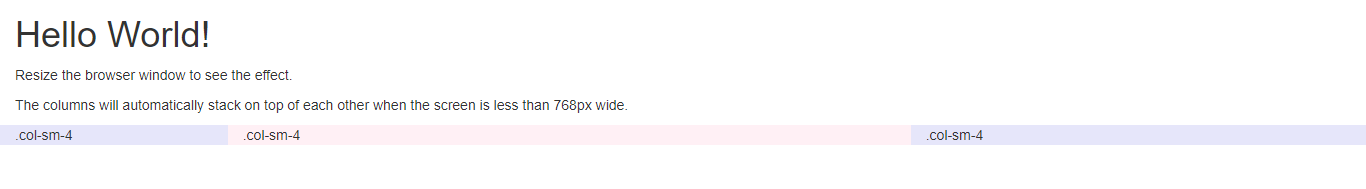 Hello World!
Resize the browser window to see the effect.
The columns will automatically stack on top of each other when the screen is less than 768px wide.
.col-sm-4 .col-sm-4 .col-sm-4